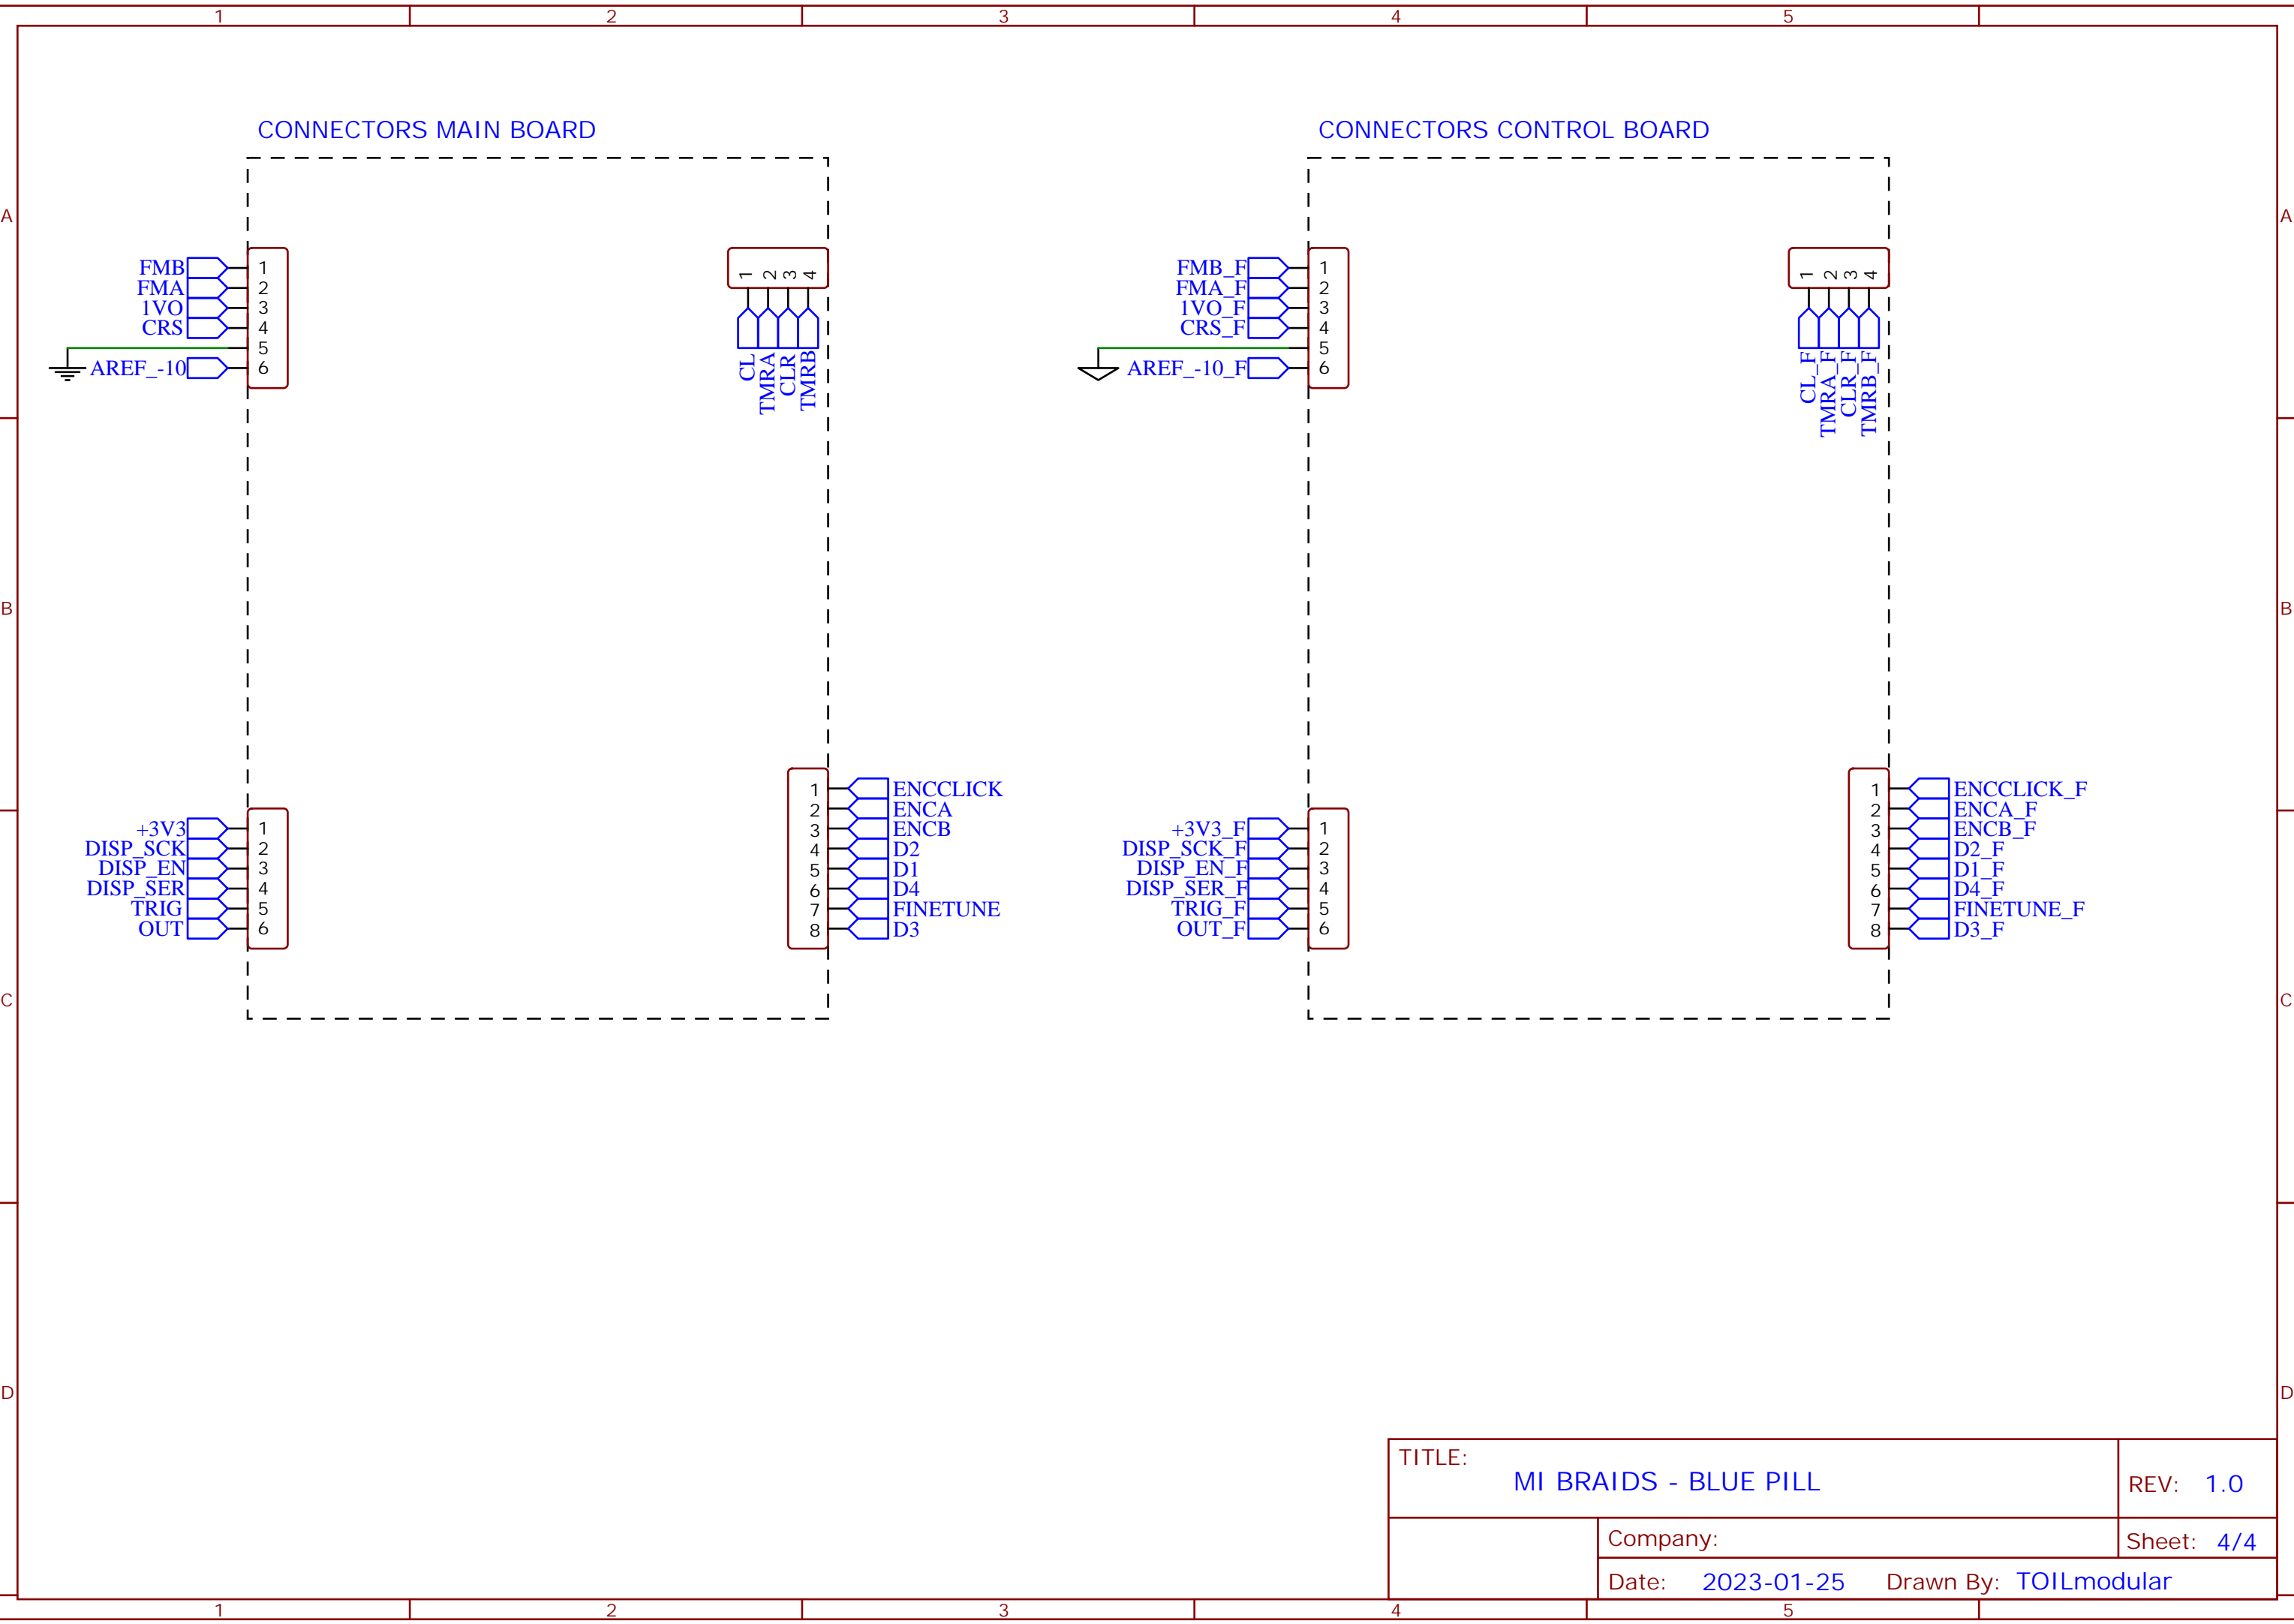 1 2 3 4 5
CONNECTORS MAIN BOARD
CONNECTORS CONTROL BOARD
A A
FMB 1
FMA 2
1VO 3
CRS 4
5
AREF_-10 6
1 2 3 4
CL
TMRA
CLR
TMRB
FMB_F 1
FMA_F 2
1VO_F 3
CRS_F 4
5
AREF_-10_F 6
1 2 3 4
CL_F
TMRA_F
CLR_F
TMRB_F
B B
+3V3 1
DISP_SCK 2
DISP_EN 3
DISP_SER 4
TRIG 5
OUT 6
1 ENCCLICK
2 ENCA
3 ENCB
4 D2
5 D1
6 D4
7 FINETUNE
8 D3
+3V3_F 1
DISP_SCK_F 2
DISP_EN_F 3
DISP_SER_F 4
TRIG_F 5
OUT_F 6
1 ENCCLICK_F
2 ENCA_F
3 ENCB_F
4 D2_F
5 D1_F
6 D4_F
7 FINETUNE_F
8 D3_F
C C
D D
TITLE:
MI BRAIDS - BLUE PILL
REV: 1.0
Company:
Sheet: 4/4
Date: 2023-01-25 Drawn By: TOILmodular
1 2 3 4 5